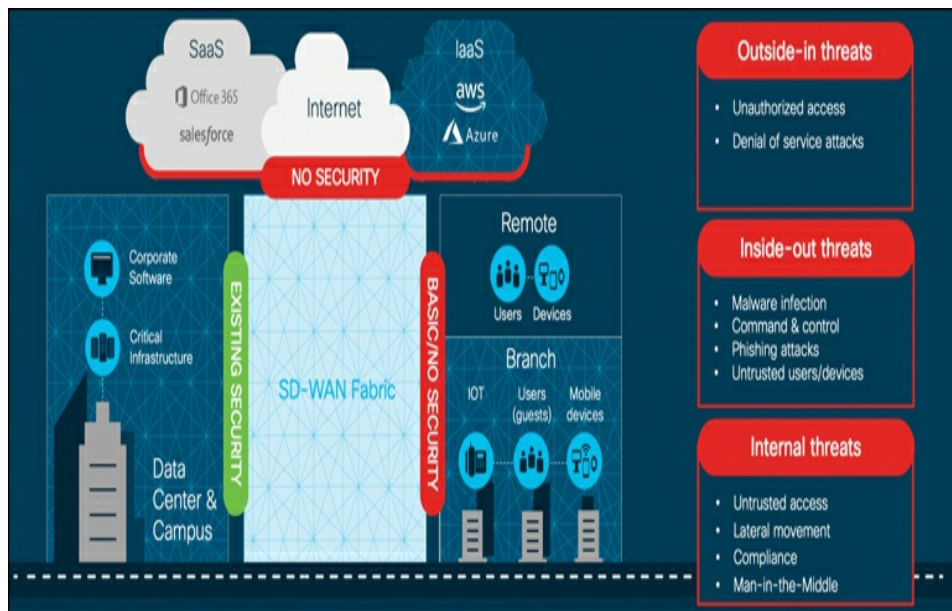 SaaS
Office 365
salesforce
Internet
IaaS
aws
Azure
NO SECURITY
Corporate
Software
Critical
Infrastructure
Data
Center &
Campus
EXISTING SECURITY
SD-WAN Fabric
BASIC/NO SECURITY
Remote
Users Devices
Branch
IOT Users Mobile
(guests) devices
Outside-in threats
• Unauthorized access
• Denial of service attacks
Inside-out threats
• Malware infection
• Command & control
• Phishing attacks
• Untrusted users/devices
Internal threats
• Untrusted access
• Lateral movement
• Compliance
• Man-in-the-Middle